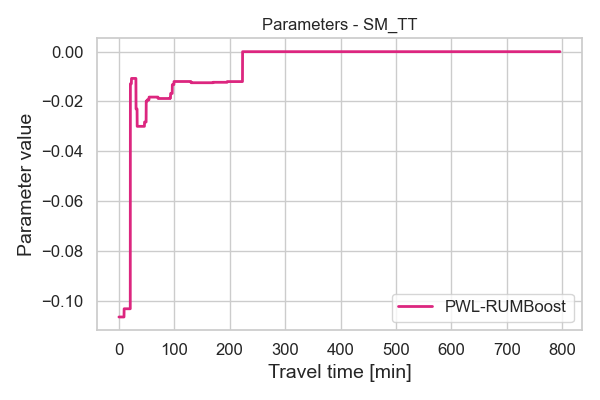 Parameters - SM_TT
Parameter value
0.00
−0.02
−0.04
−0.06
−0.08
−0.10
PWL-RUMBoost
0 100 200 300 400 500 600 700 800
Travel time [min]